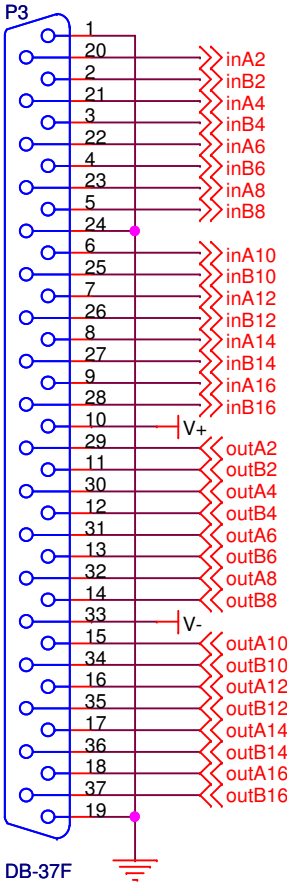 P3
1
20 inA2
2 inB2
21 inA4
3 inB4
22 inA6
4 inB6
23 inA8
5 inB8
24
6 inA10
25 inB10
7 inA12
26 inB12
8 inA14
27 inB14
9 inA16
28 inB16
10 V+
29 outA2
11 outB2
30 outA4
12 outB4
31 outA6
13 outB6
32 outA8
14 outB8
33 V-
15 outA10
34 outB10
16 outA12
35 outB12
17 outA14
36 outB14
18 outA16
37 outB16
19
DB-37F